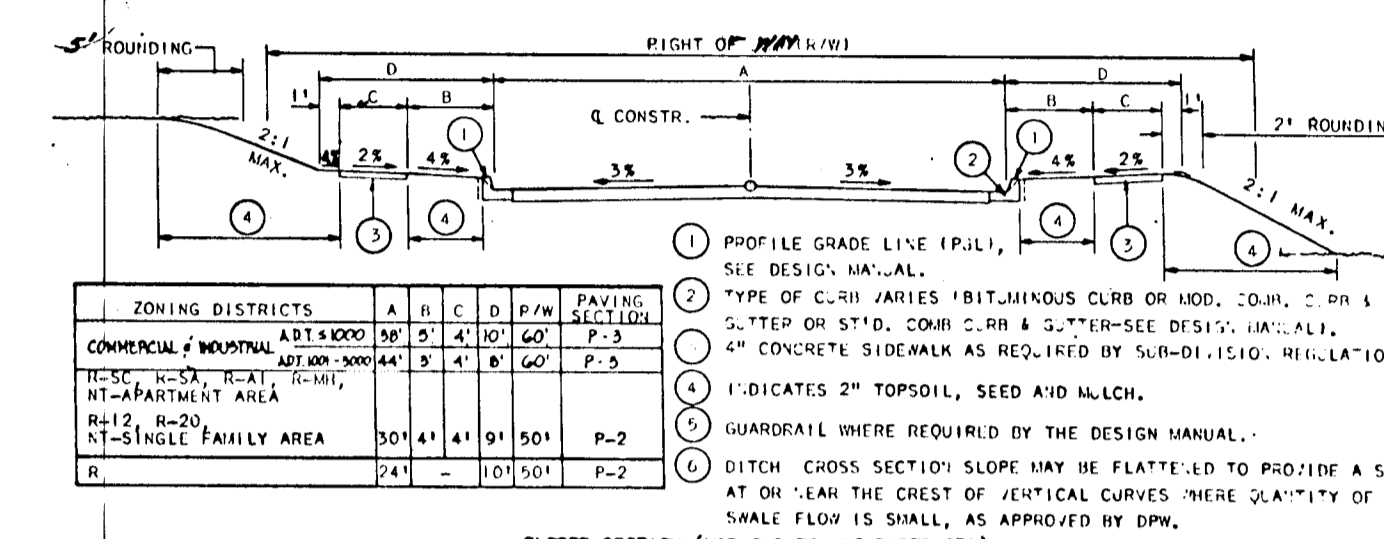 5' ROUNDING
RIGHT OF WAY (R/W)
D A D
1' C B B C 1'
℄ CONSTR.
2' ROUNDIN
1 2 1
2:1 MAX.
4% 2% 4% 3% 3% 4% 2%
2:1 MAX.
4 3 4 4 3 4
ZONING DISTRICTS A B C D R/W PAVING SECTION
COMMERCIAL & INDUSTRIAL A.D.T. ≤ 1000 38' 5' 4' 10' 60' P-3
A.D.T. 1001 - 3000 44' 3' 4' 8' 60' P-3
R-SC, R-SA, R-A1, R-MH,
NT-APARTMENT AREA
R-12, R-20,
NT-SINGLE FAMILY AREA 30' 4' 4' 9' 50' P-2
R 24' - 10' 50' P-2
1 PROFILE GRADE LINE (PGL),
SEE DESIGN MANUAL.
2 TYPE OF CURB VARIES (BITUMINOUS CURB OR MOD. COMB. CURB &
GUTTER OR ST'D. COMB CURB & GUTTER-SEE DESIGN MANUAL).
4" CONCRETE SIDEWALK AS REQUIRED BY SUB-DIVISION REGULATIO
4 INDICATES 2" TOPSOIL, SEED AND MULCH.
5 GUARDRAIL WHERE REQUIRED BY THE DESIGN MANUAL.
6 DITCH CROSS SECTION SLOPE MAY BE FLATTENED TO PROVIDE A S
AT OR NEAR THE CREST OF VERTICAL CURVES WHERE QUANTITY OF
SWALE FLOW IS SMALL, AS APPROVED BY DPW.